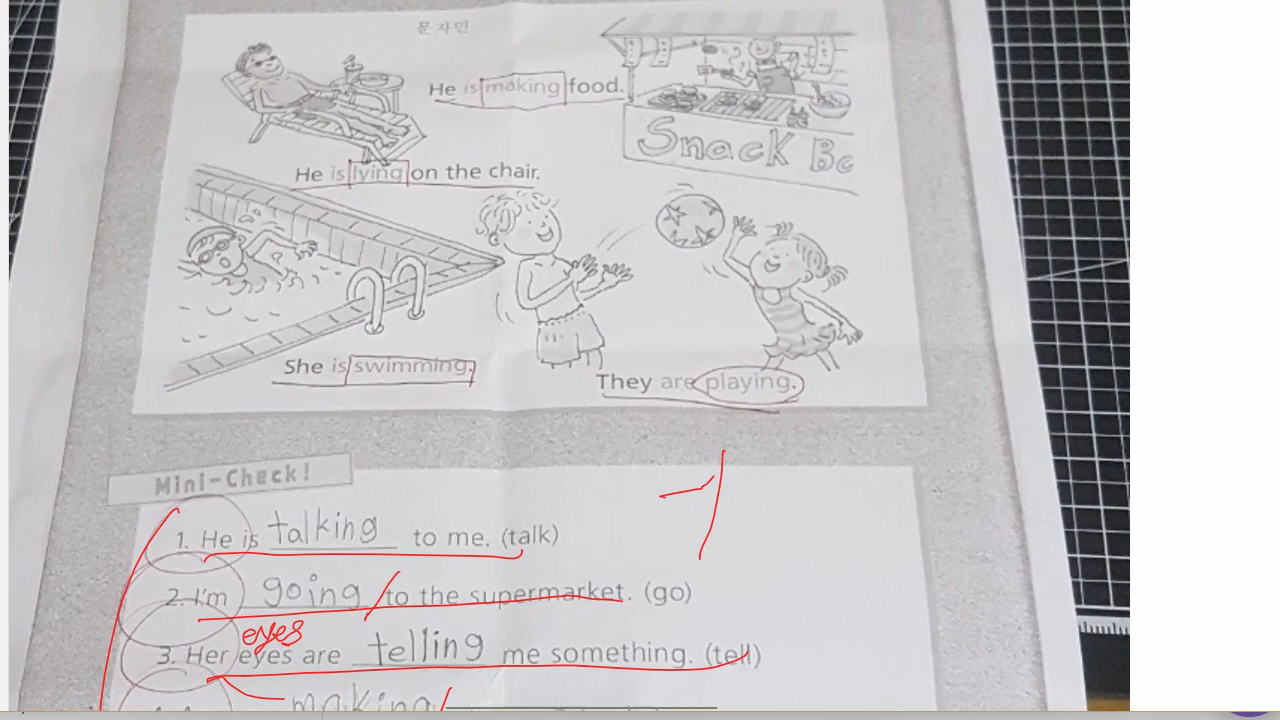 문자민
He is making food.
Snack Bc
He is lying on the chair.
She is swimming.
They are playing.
Mini-Check!
1. He is talking to me. (talk)
2. I'm going to the supermarket. (go)
eyes
3. Her eyes are telling me something. (tell)
making